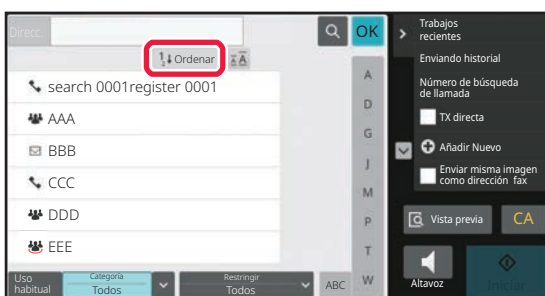 Direcc.
OK
Ordenar
search 0001register 0001
AAA
BBB
CCC
DDD
EEE
A
D
G
J
M
P
T
W
Uso
habitual
Categoría
Todos
Restringir
Todos
ABC
Trabajos
recientes
Enviando historial
Número de búsqueda
de llamada
TX directa
Añadir Nuevo
Enviar misma imagen
como dirección fax
Vista previa
CA
Altavoz
Iniciar